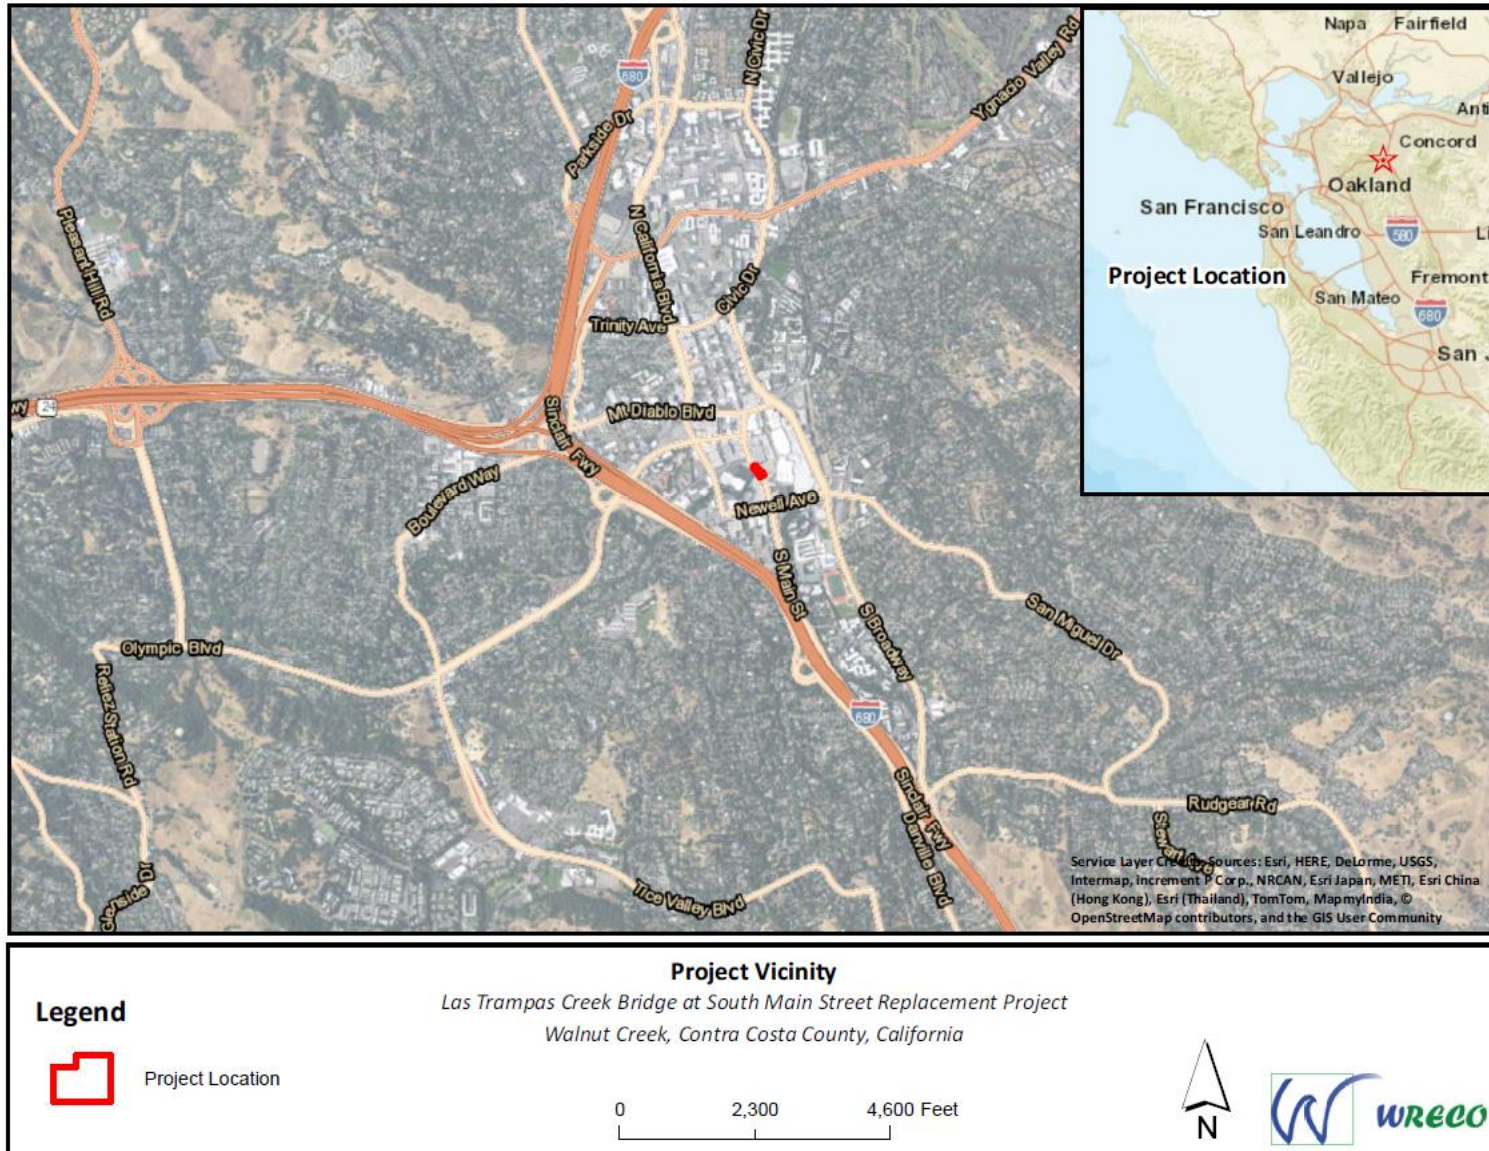 680
N Civic Dr
Ygnacio Valley Rd
Parkside Dr
Pleasant Hill Rd
N California Blvd
Civic Dr
Trinity Ave
wy
24
Sinclair Fwy
Mt Diablo Blvd
Boulevard Way
Newell Ave
S Main St
S Broadway
San Miguel Dr
Olympic Blvd
Reliez Station Rd
680
Sinclair Fwy
Danville Blvd
Rudgear Rd
Stewart Ave
Glenside Dr
Tice Valley Blvd
Napa Fairfield
Vallejo
Anti
Concord
Oakland
San Francisco
San Leandro
580
Li
Project Location
Fremont
San Mateo
680
San J
Service Layer Credits: Sources: Esri, HERE, DeLorme, USGS,
Intermap, increment P Corp., NRCAN, Esri Japan, METI, Esri China
(Hong Kong), Esri (Thailand), TomTom, MapmyIndia, ©
OpenStreetMap contributors, and the GIS User Community
Project Vicinity
Las Trampas Creek Bridge at South Main Street Replacement Project
Walnut Creek, Contra Costa County, California
Legend
Project Location
0 2,300 4,600 Feet
N
W WRECO